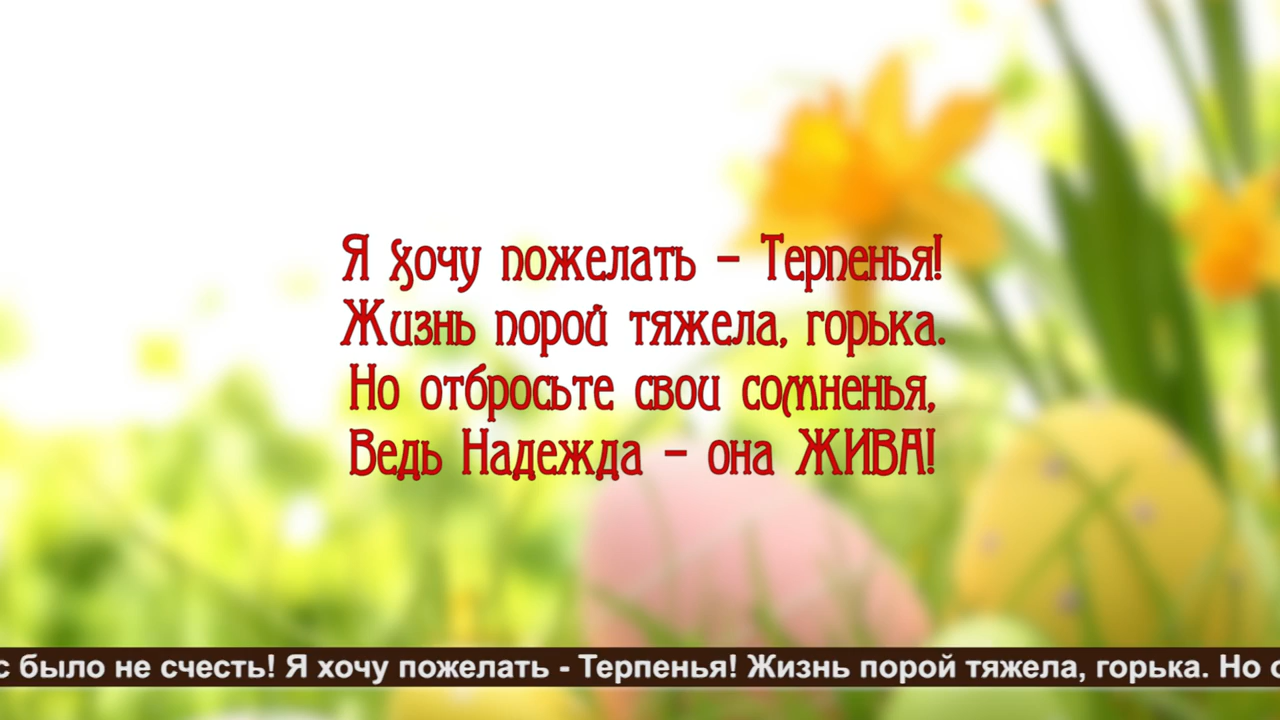 Я хочу пожелать – Терпенья!
Жизнь порой тяжела, горька.
Но отбросьте свои сомненья,
Ведь Надежда – она ЖИВА!
с было не счесть! Я хочу пожелать - Терпенья! Жизнь порой тяжела, горька. Но о